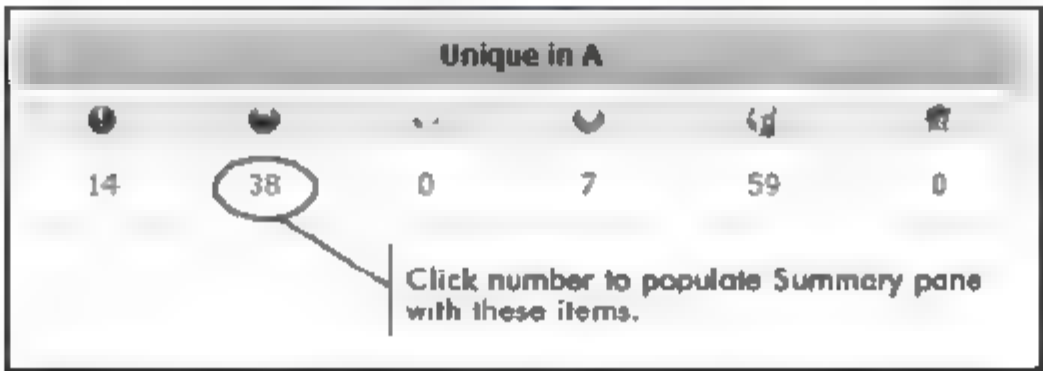 Unique in A
14 38 0 7 59 0
Click number to populate Summary pane
with these items.